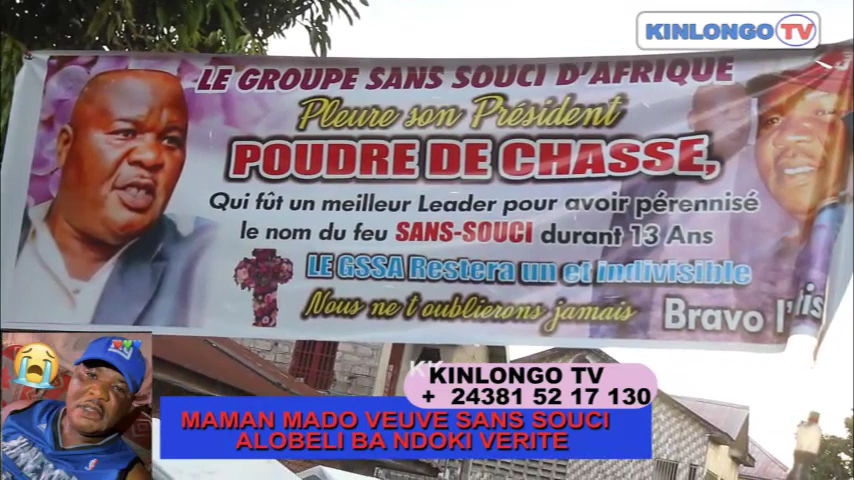 KINLONGO TV
LE GROUPE SANS SOUCI D'AFRIQUE
Pleure son Président
POUDRE DE CHASSE,
Qui fût un meilleur Leader pour avoir pérennisé
le nom du feu SANS-SOUCI durant 13 Ans
LE GSSA Restera un et indivisible
Nous ne t'oublierons jamais
Bravo
KINLONGO TV
+ 24381 52 17 130
MAMAN MADO VEUVE SANS SOUCI
ALOBELI BA NDOKI VERITE